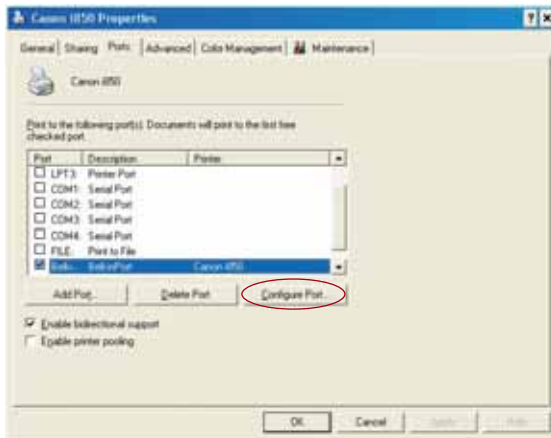 Canon i850 Properties
General Sharing Ports Advanced Color Management Maintenance
Canon i850
Print to the following port(s). Documents will print to the first free
checked port.
Port Description Printer
LPT3: Printer Port
COM1: Serial Port
COM2: Serial Port
COM3: Serial Port
COM4: Serial Port
FILE: Print to File
Belki... BelkinPort Canon i850
Add Port... Delete Port Configure Port...
Enable bidirectional support
Enable printer pooling
OK Cancel Apply Help